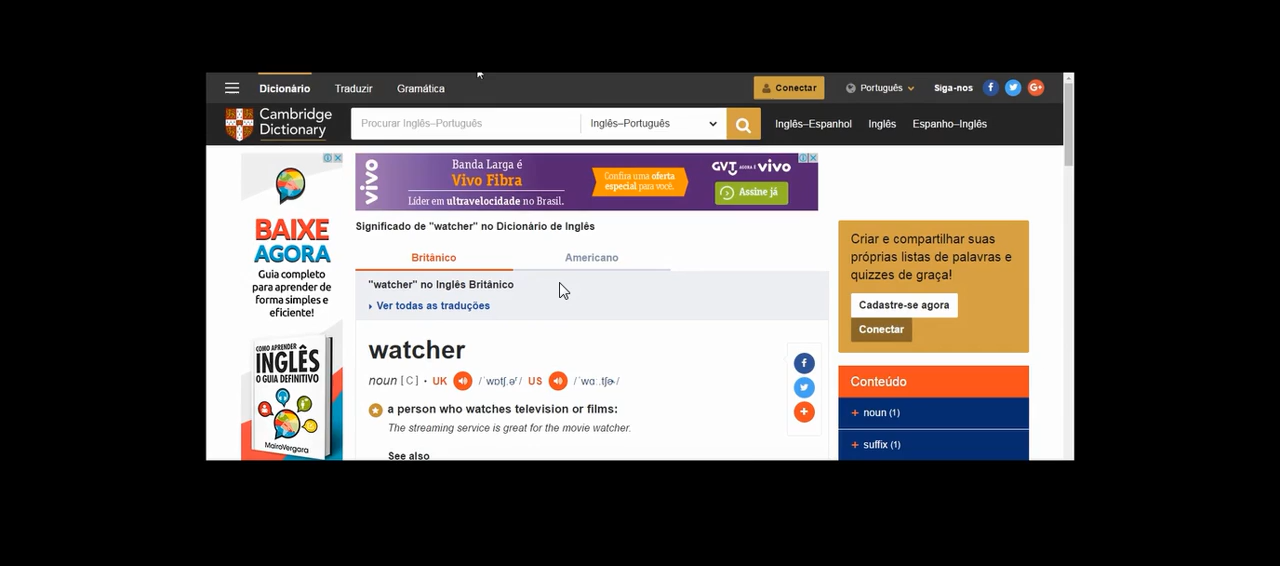 Dicionário Traduzir Gramática Conectar Português Siga-nos
Cambridge Dictionary
Procurar Inglês–Português Inglês–Português Inglês–Espanhol Inglês Espanho–Inglês
BAIXE
AGORA
Guia completo
para aprender de
forma simples e
eficiente!
COMO APRENDER
INGLÊS
O GUIA DEFINITIVO
MairoVergara
vivo
Banda Larga é
Vivo Fibra
Líder em ultravelocidade no Brasil.
Confira uma oferta
especial para você.
GVT AGORA É vivo
Assine já
Significado de "watcher" no Dicionário de Inglês
Britânico Americano
"watcher" no Inglês Britânico
Ver todas as traduções
watcher
noun [ C ] • UK /ˈwɒtʃ.əʳ/ US
a person who watches television or films:
The streaming service is great for the movie watcher.
See also
Criar e compartilhar suas
próprias listas de palavras e
quizzes de graça!
Cadastre-se agora
Conectar
Conteúdo
+ noun (1)
+ suffix (1)